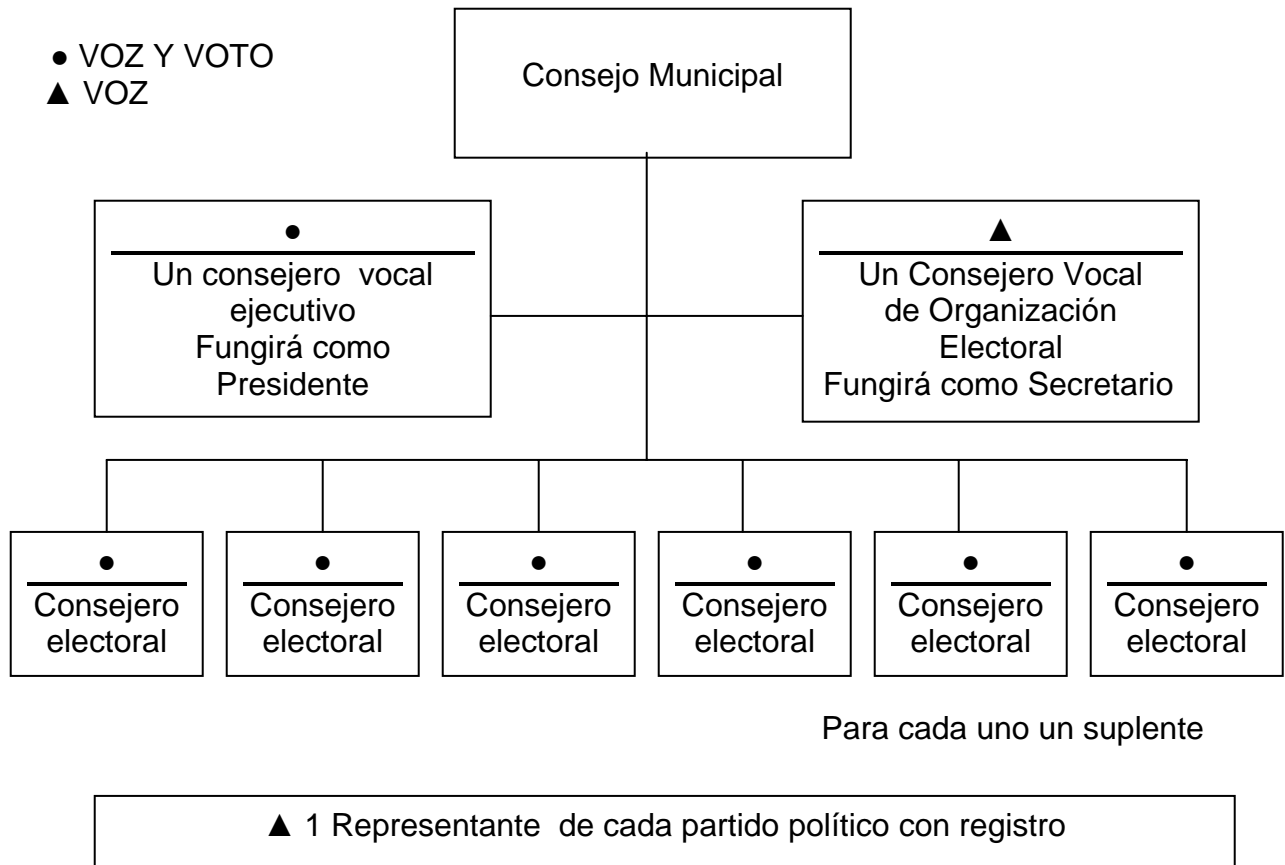 ● VOZ Y VOTO
▲ VOZ
Consejo Municipal
●
Un consejero vocal
ejecutivo
Fungirá como
Presidente
▲
Un Consejero Vocal
de Organización
Electoral
Fungirá como Secretario
●
Consejero
electoral
●
Consejero
electoral
●
Consejero
electoral
●
Consejero
electoral
●
Consejero
electoral
●
Consejero
electoral
Para cada uno un suplente
▲ 1 Representante de cada partido político con registro